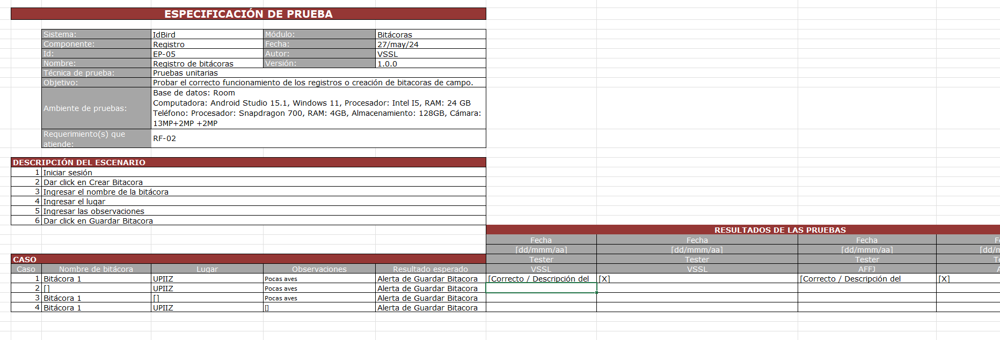 ESPECIFICACIÓN DE PRUEBA
Sistema: IdBird Módulo: Bitácoras
Componente: Registro Fecha: 27/may/24
Id: EP-05 Autor: VSSL
Nombre: Registro de bitácoras Versión: 1.0.0
Técnica de prueba: Pruebas unitarias
Objetivo: Probar el correcto funcionamiento de los registros o creación de bitacoras de campo.
Ambiente de pruebas:
Base de datos: Room
Computadora: Android Studio 15.1, Windows 11, Procesador: Intel I5, RAM: 24 GB
Teléfono: Procesador: Snapdragon 700, RAM: 4GB, Almacenamiento: 128GB, Cámara:
13MP+2MP +2MP
Requerimiento(s) que
atiende:
RF-02
DESCRIPCIÓN DEL ESCENARIO
1 Iniciar sesión
2 Dar click en Crear Bitacora
3 Ingresar el nombre de la bitácora
4 Ingresar el lugar
5 Ingresar las observaciones
6 Dar click en Guardar Bitacora
RESULTADOS DE LAS PRUEBAS
Fecha Fecha Fecha
[dd/mmm/aa] [dd/mmm/aa] [dd/mmm/aa]
CASO Tester Tester Tester
Caso Nombre de bitácora Lugar Observaciones Resultado esperado VSSL VSSL AFFJ
1 Bitácora 1 UPIIZ Pocas aves Alerta de Guardar Bitacora [Correcto / Descripción del [X] [Correcto / Descripción del [X]
2 [] UPIIZ Pocas aves Alerta de Guardar Bitacora
3 Bitácora 1 [] Pocas aves Alerta de Guardar Bitacora
4 Bitácora 1 UPIIZ [] Alerta de Guardar Bitacora